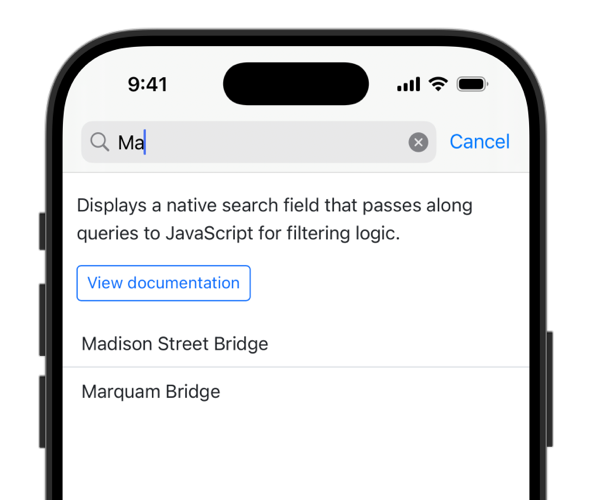 9:41
Ma
Cancel
Displays a native search field that passes along
queries to JavaScript for filtering logic.
View documentation
Madison Street Bridge
Marquam Bridge